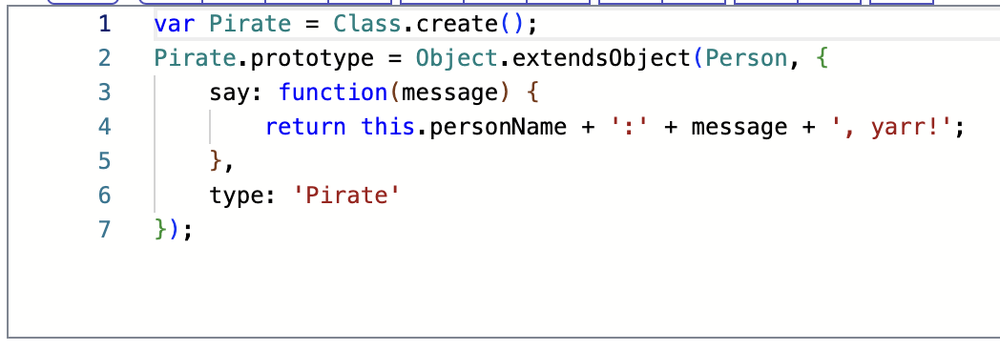 1 var Pirate = Class.create();
2 Pirate.prototype = Object.extendsObject(Person, {
3     say: function(message) {
4         return this.personName + ':' + message + ', yarr!';
5     },
6     type: 'Pirate'
7 });